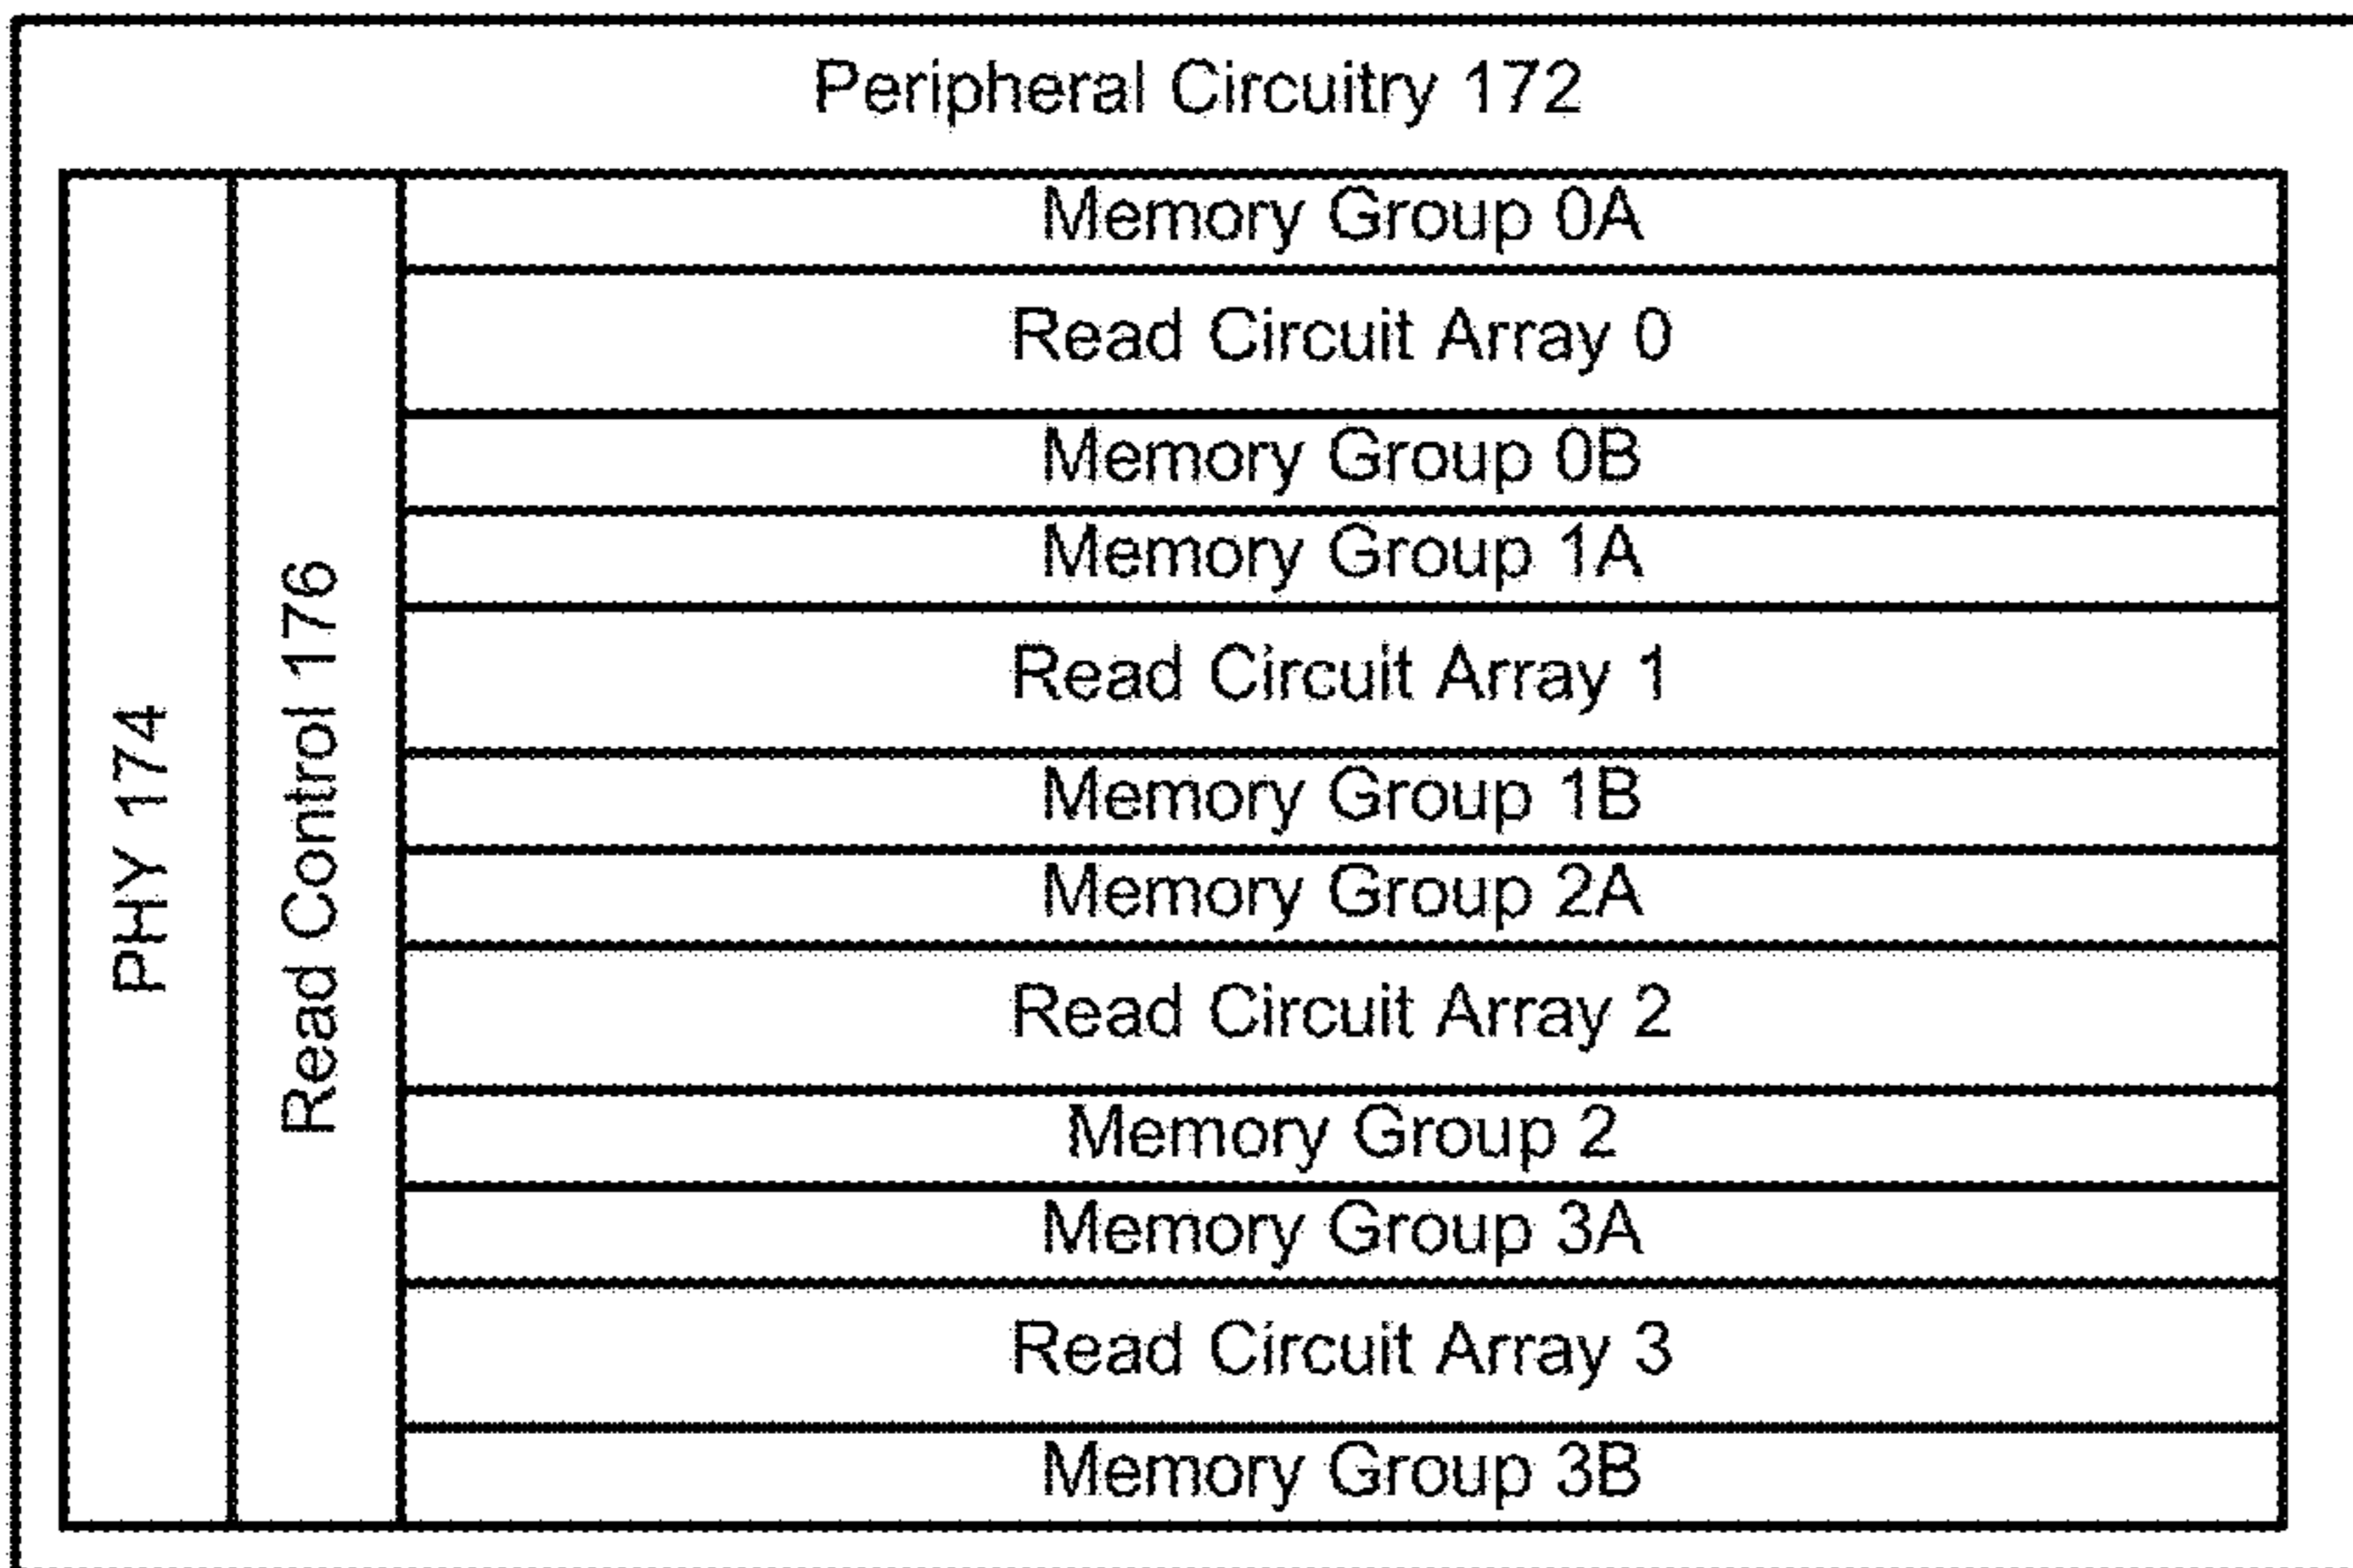 Peripheral Circuitry 172
PHY 174
Read Control 176
Memory Group 0A
Read Circuit Array 0
Memory Group 0B
Memory Group 1A
Read Circuit Array 1
Memory Group 1B
Memory Group 2A
Read Circuit Array 2
Memory Group 2
Memory Group 3A
Read Circuit Array 3
Memory Group 3B